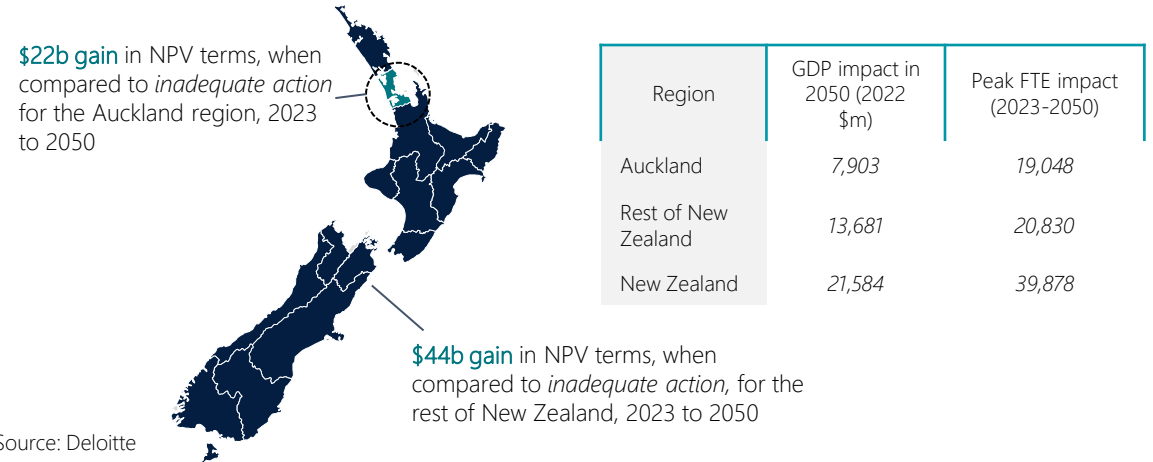 $22b gain in NPV terms, when
compared to inadequate action
for the Auckland region, 2023
to 2050
Region
GDP impact in
2050 (2022
$m)
Peak FTE impact
(2023-2050)
Auckland
7,903
19,048
Rest of New
Zealand
13,681
20,830
New Zealand
21,584
39,878
$44b gain in NPV terms, when
compared to inadequate action, for the
rest of New Zealand, 2023 to 2050
Source: Deloitte